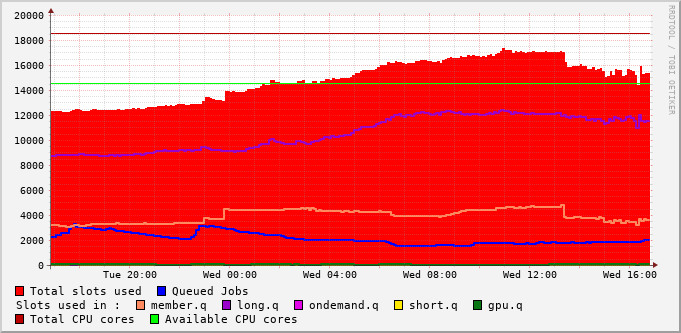 20000
18000
16000
14000
12000
10000
8000
6000
4000
2000
0
Tue 20:00 Wed 00:00 Wed 04:00 Wed 08:00 Wed 12:00 Wed 16:00
RRDTOOL / TOBI OETIKER
Total slots used Queued Jobs
Slots used in : member.q long.q ondemand.q short.q gpu.q
Total CPU cores Available CPU cores